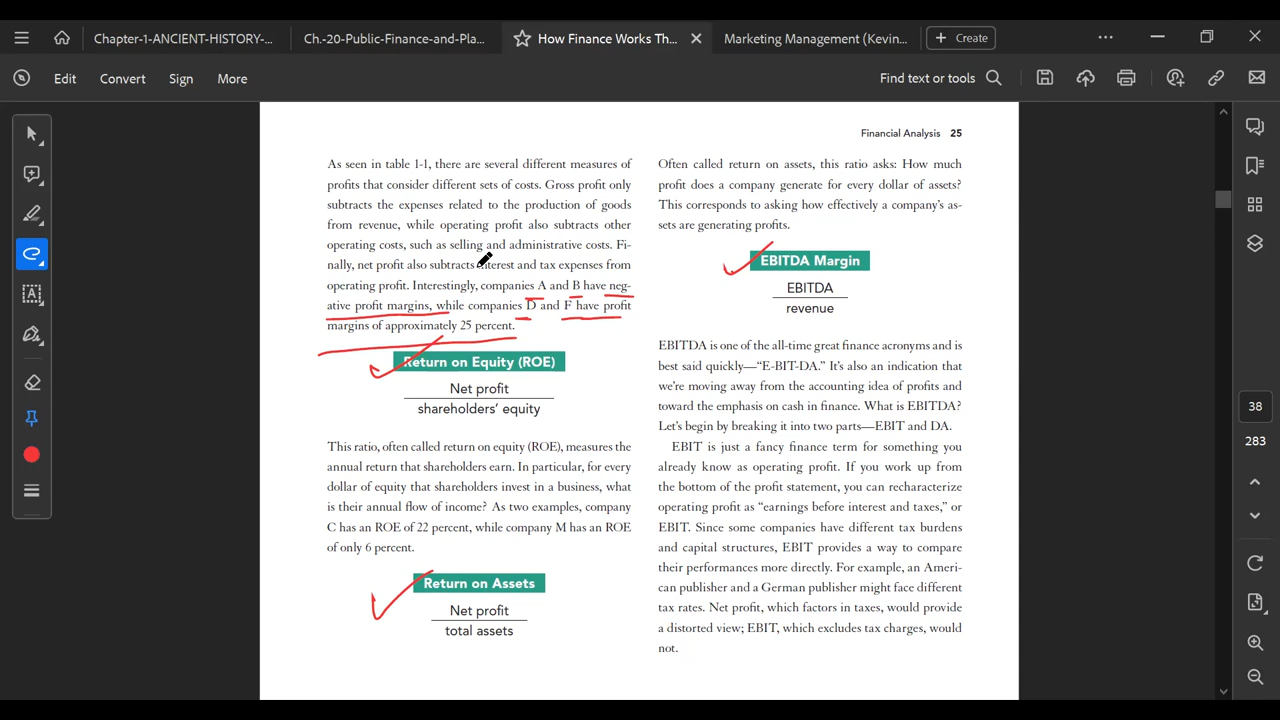 Chapter-1-ANCIENT-HISTORY-...
Ch.-20-Public-Finance-and-Pla...
How Finance Works Th...
Marketing Management (Kevin...
Create
Edit
Convert
Sign
More
Find text or tools
Financial Analysis 25
As seen in table 1-1, there are several different measures of
profits that consider different sets of costs. Gross profit only
subtracts the expenses related to the production of goods
from revenue, while operating profit also subtracts other
operating costs, such as selling and administrative costs. Fi-
nally, net profit also subtracts interest and tax expenses from
operating profit. Interestingly, companies A and B have neg-
ative profit margins, while companies D and F have profit
margins of approximately 25 percent.
Return on Equity (ROE)
Net profit
shareholders' equity
This ratio, often called return on equity (ROE), measures the
annual return that shareholders earn. In particular, for every
dollar of equity that shareholders invest in a business, what
is their annual flow of income? As two examples, company
C has an ROE of 22 percent, while company M has an ROE
of only 6 percent.
Return on Assets
Net profit
total assets
Often called return on assets, this ratio asks: How much
profit does a company generate for every dollar of assets?
This corresponds to asking how effectively a company's as-
sets are generating profits.
EBITDA Margin
EBITDA
revenue
EBITDA is one of the all-time great finance acronyms and is
best said quickly—"E-BIT-DA." It's also an indication that
we're moving away from the accounting idea of profits and
toward the emphasis on cash in finance. What is EBITDA?
Let's begin by breaking it into two parts—EBIT and DA.
EBIT is just a fancy finance term for something you
already know as operating profit. If you work up from
the bottom of the profit statement, you can recharacterize
operating profit as "earnings before interest and taxes," or
EBIT. Since some companies have different tax burdens
and capital structures, EBIT provides a way to compare
their performances more directly. For example, an Ameri-
can publisher and a German publisher might face different
tax rates. Net profit, which factors in taxes, would provide
a distorted view; EBIT, which excludes tax charges, would
not.
38
283